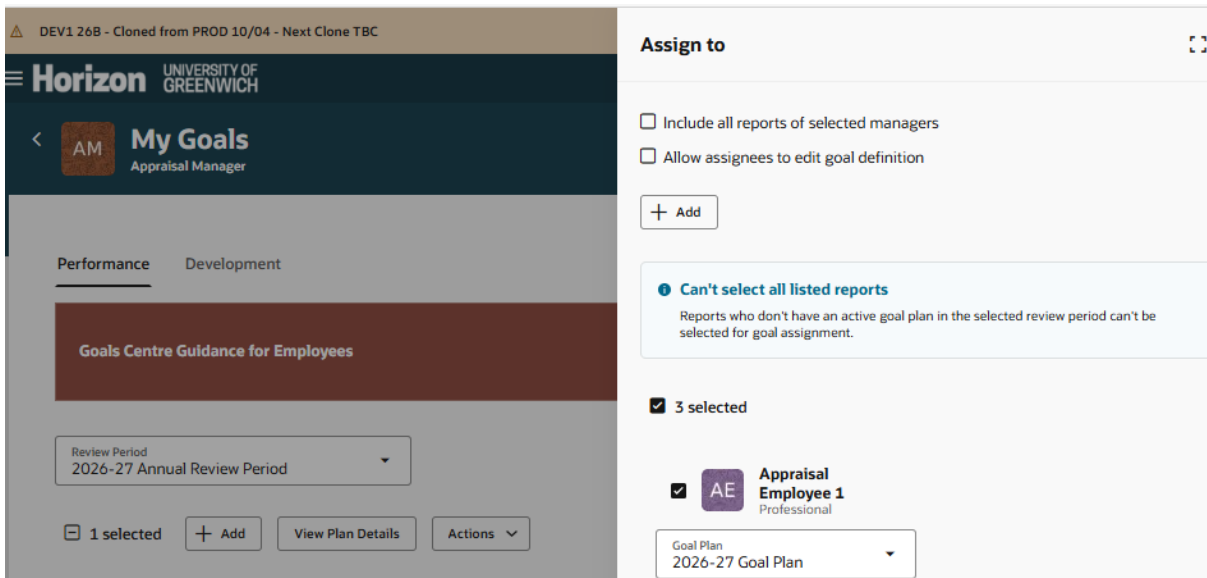 DEV1 26B - Cloned from PROD 10/04 - Next Clone TBC
Horizon
UNIVERSITY OF
GREENWICH
AM
My Goals
Appraisal Manager
Performance
Development
Goals Centre Guidance for Employees
Review Period
2026-27 Annual Review Period
1 selected
Add
View Plan Details
Actions
Assign to
Include all reports of selected managers
Allow assignees to edit goal definition
Add
Can't select all listed reports
Reports who don't have an active goal plan in the selected review period can't be
selected for goal assignment.
3 selected
AE
Appraisal
Employee 1
Professional
Goal Plan
2026-27 Goal Plan